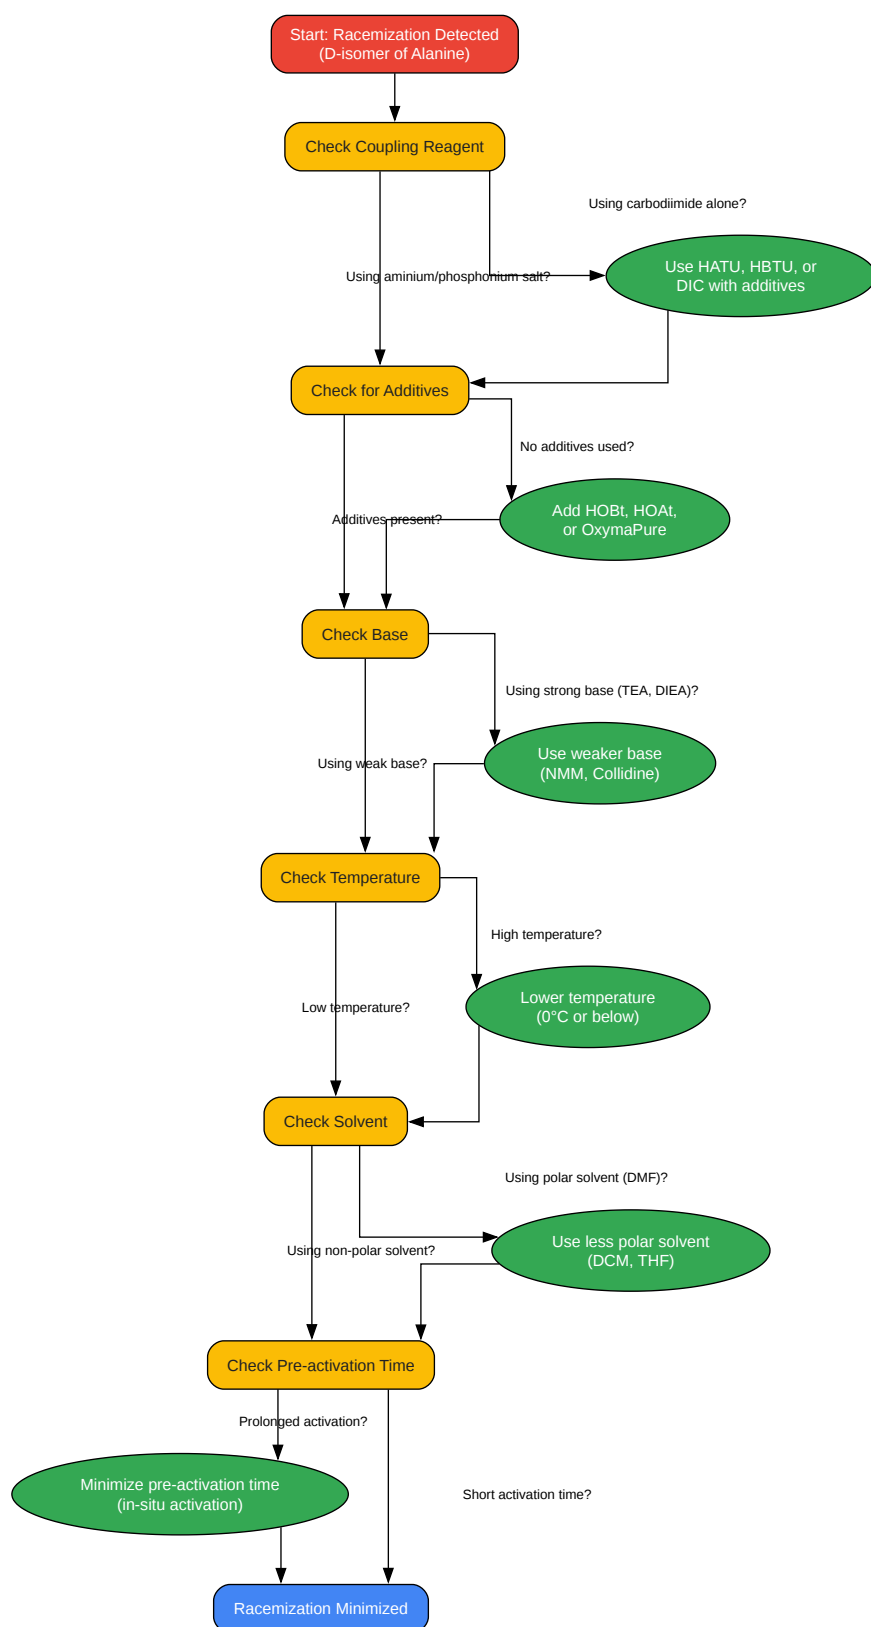 Start: Racemization Detected
(D-isomer of Alanine)
Check Coupling Reagent
Using carbodiimide alone?
Using aminium/phosphonium salt?
Use HATU, HBTU, or
DIC with additives
Check for Additives
No additives used?
Additives present?
Add HOBt, HOAt,
or OxymaPure
Check Base
Using strong base (TEA, DIEA)?
Using weak base?
Use weaker base
(NMM, Collidine)
Check Temperature
High temperature?
Low temperature?
Lower temperature
(0°C or below)
Check Solvent
Using polar solvent (DMF)?
Using non-polar solvent?
Use less polar solvent
(DCM, THF)
Check Pre-activation Time
Prolonged activation?
Minimize pre-activation time
(in-situ activation)
Short activation time?
Racemization Minimized